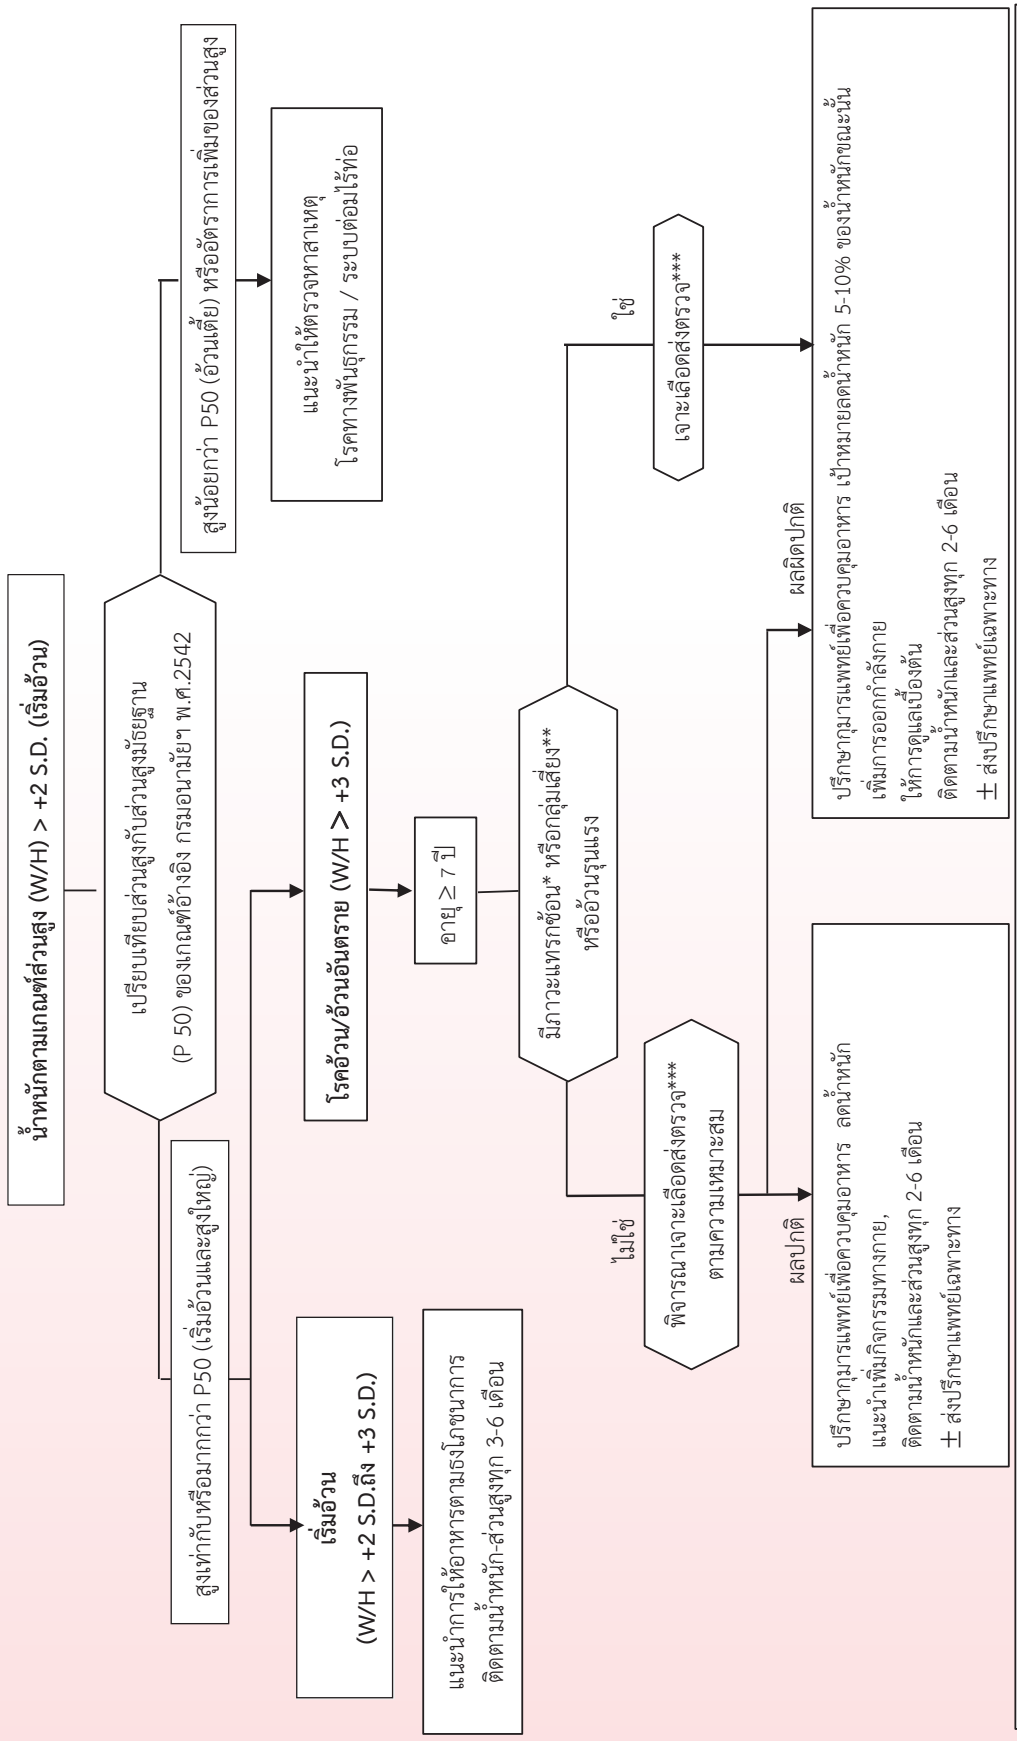 น้ำหนักตามเกณฑ์ส่วนสูง (W/H) > +2 S.D. (เริ่มอ้วน)
เปรียบเทียบส่วนสูงกับส่วนสูงมัธยฐาน
(P 50) ของเกณฑ์อ้างอิง กรมอนามัยฯ พ.ศ.2542
สูงเท่ากับหรือมากกว่า P50 (เริ่มอ้วนและสูงใหญ่)
สูงน้อยกว่า P50 (อ้วนเตี้ย) หรืออัตราการเพิ่มของส่วนสูง
แนะนำให้ตรวจหาสาเหตุ
โรคทางพันธุกรรม / ระบบต่อมไร้ท่อ
เริ่มอ้วน
(W/H > +2 S.D.ถึง +3 S.D.)
โรคอ้วน/อ้วนอันตราย (W/H > +3 S.D.)
แนะนำการให้อาหารตามธงโภชนาการ
ติดตามน้ำหนัก-ส่วนสูงทุก 3-6 เดือน
อายุ ≥ 7 ปี
มีภาวะแทรกซ้อน* หรือกลุ่มเสี่ยง**
หรืออ้วนรุนแรง
ไม่ใช่
ใช่
พิจารณาเจาะเลือดส่งตรวจ***
ตามความเหมาะสม
เจาะเลือดส่งตรวจ***
ผลปกติ
ผลผิดปกติ
ปรึกษากุมารแพทย์เพื่อควบคุมอาหาร ลดน้ำหนัก
แนะนำเพิ่มกิจกรรมทางกาย,
ติดตามน้ำหนักและส่วนสูงทุก 2-6 เดือน
± ส่งปรึกษาแพทย์เฉพาะทาง
ปรึกษากุมารแพทย์เพื่อควบคุมอาหาร เป้าหมายลดน้ำหนัก 5-10% ของน้ำหนักขณะนั้น
เพิ่มการออกกำลังกาย
ให้การดูแลเบื้องต้น
ติดตามน้ำหนักและส่วนสูงทุก 2-6 เดือน
± ส่งปรึกษาแพทย์เฉพาะทาง